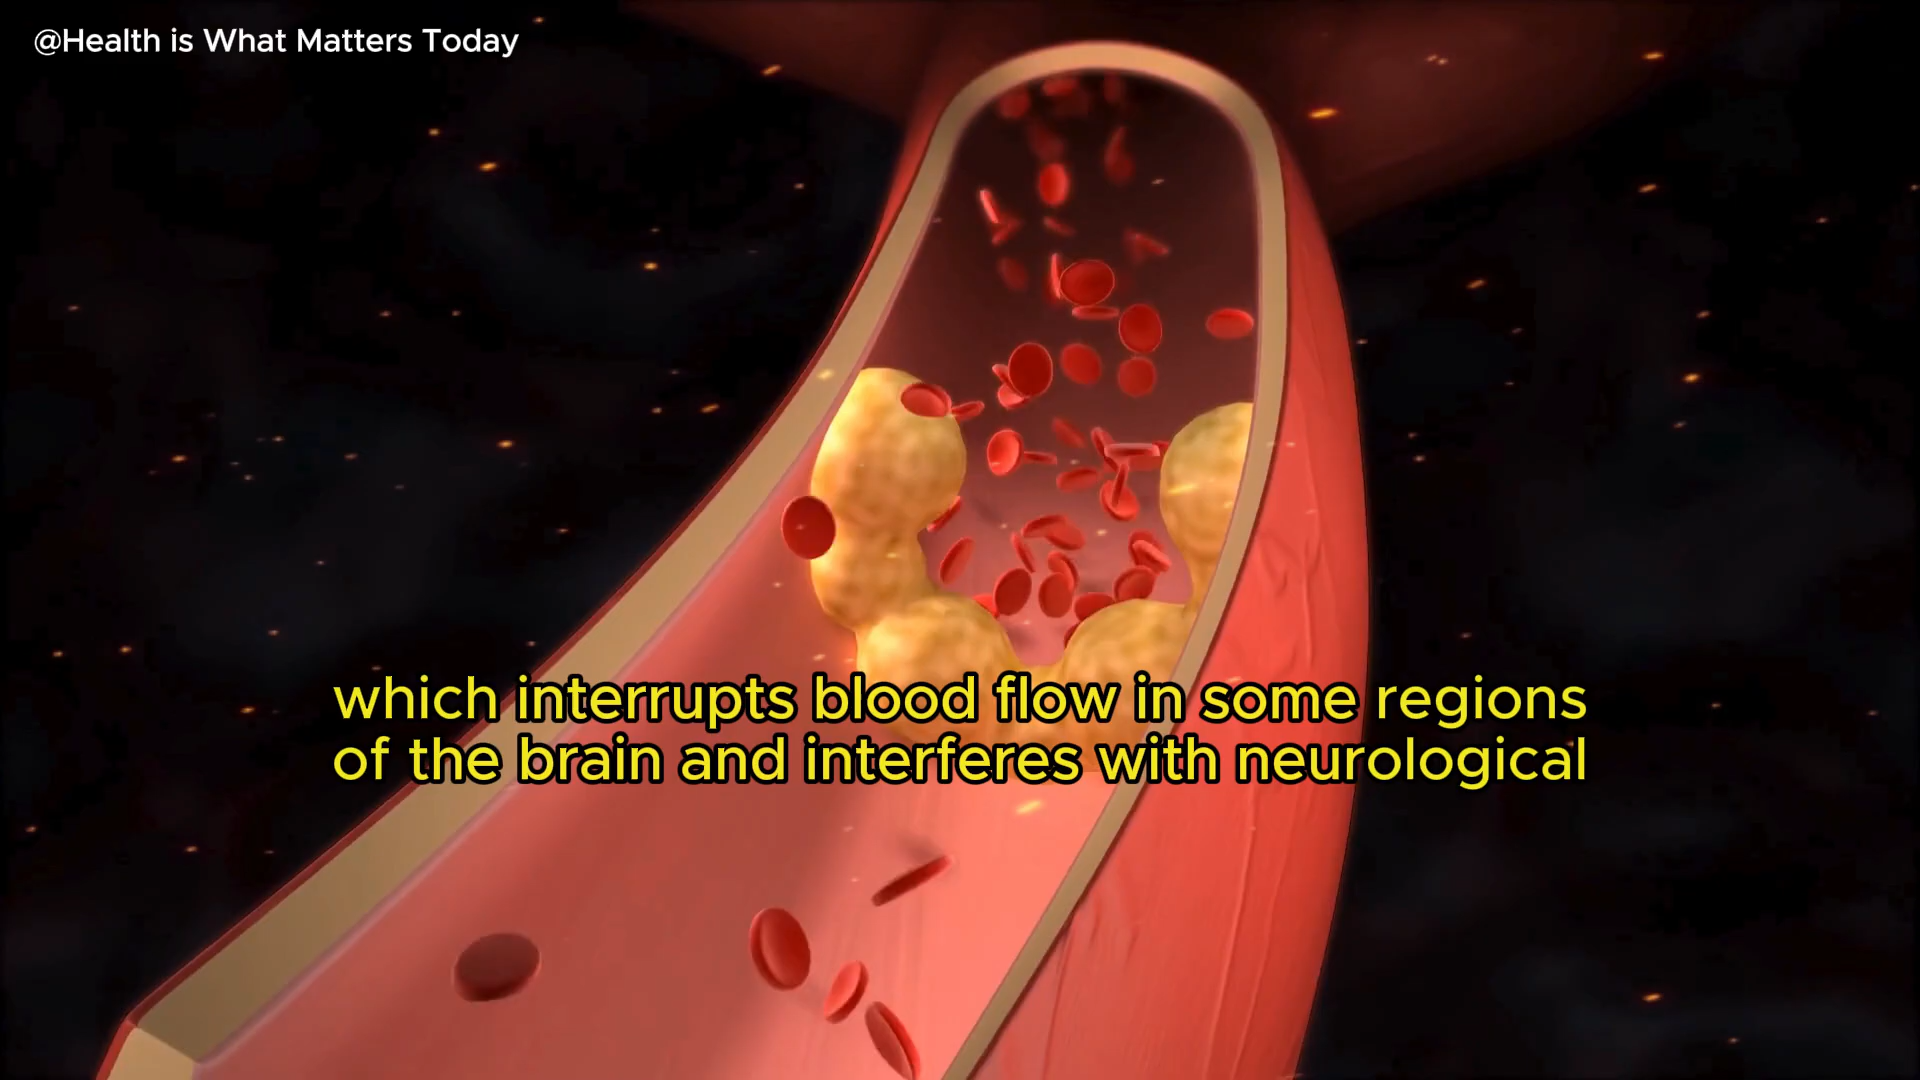 @Health is What Matters Today
which interrupts blood flow in some regions
of the brain and interferes with neurological